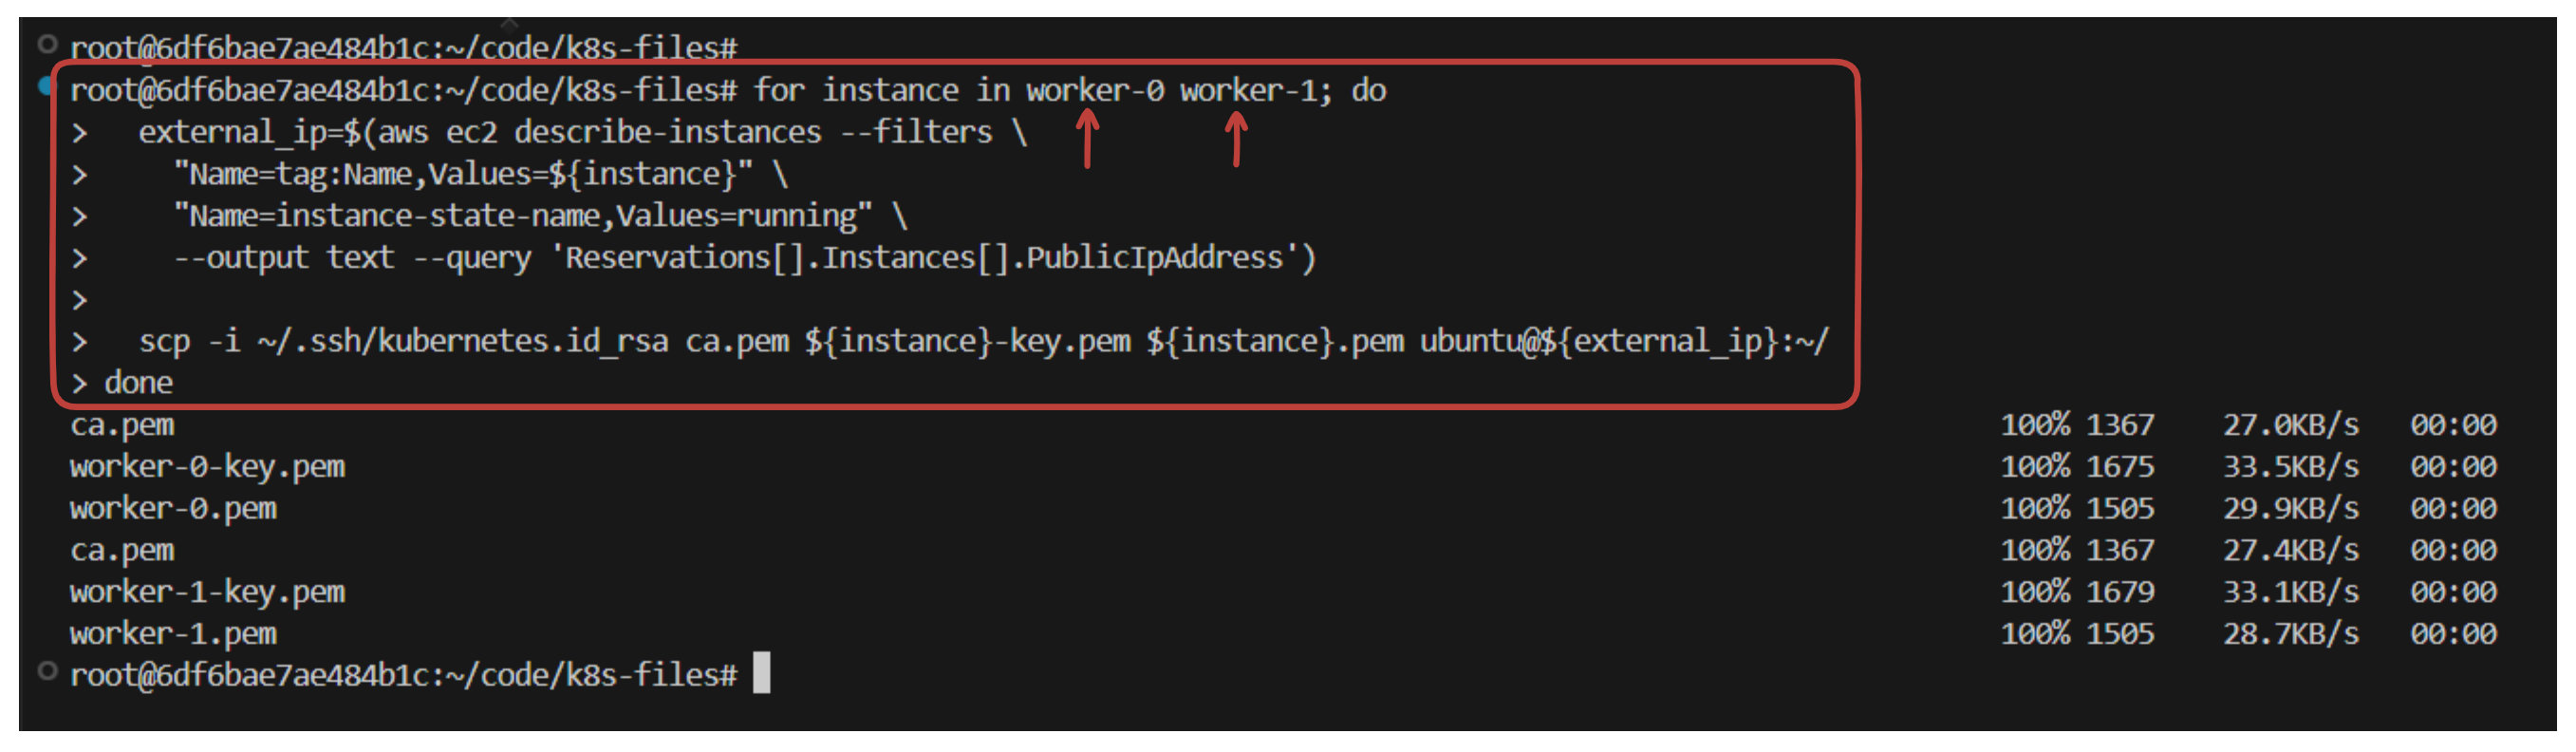 root@6df6bae7ae484b1c:~/code/k8s-files#
root@6df6bae7ae484b1c:~/code/k8s-files# for instance in worker-0 worker-1; do
>   external_ip=$(aws ec2 describe-instances --filters \
>     "Name=tag:Name,Values=${instance}" \
>     "Name=instance-state-name,Values=running" \
>     --output text --query 'Reservations[].Instances[].PublicIpAddress')
>
>   scp -i ~/.ssh/kubernetes.id_rsa ca.pem ${instance}-key.pem ${instance}.pem ubuntu@${external_ip}:~/
> done
ca.pem 100% 1367 27.0KB/s 00:00
worker-0-key.pem 100% 1675 33.5KB/s 00:00
worker-0.pem 100% 1505 29.9KB/s 00:00
ca.pem 100% 1367 27.4KB/s 00:00
worker-1-key.pem 100% 1679 33.1KB/s 00:00
worker-1.pem 100% 1505 28.7KB/s 00:00
root@6df6bae7ae484b1c:~/code/k8s-files#